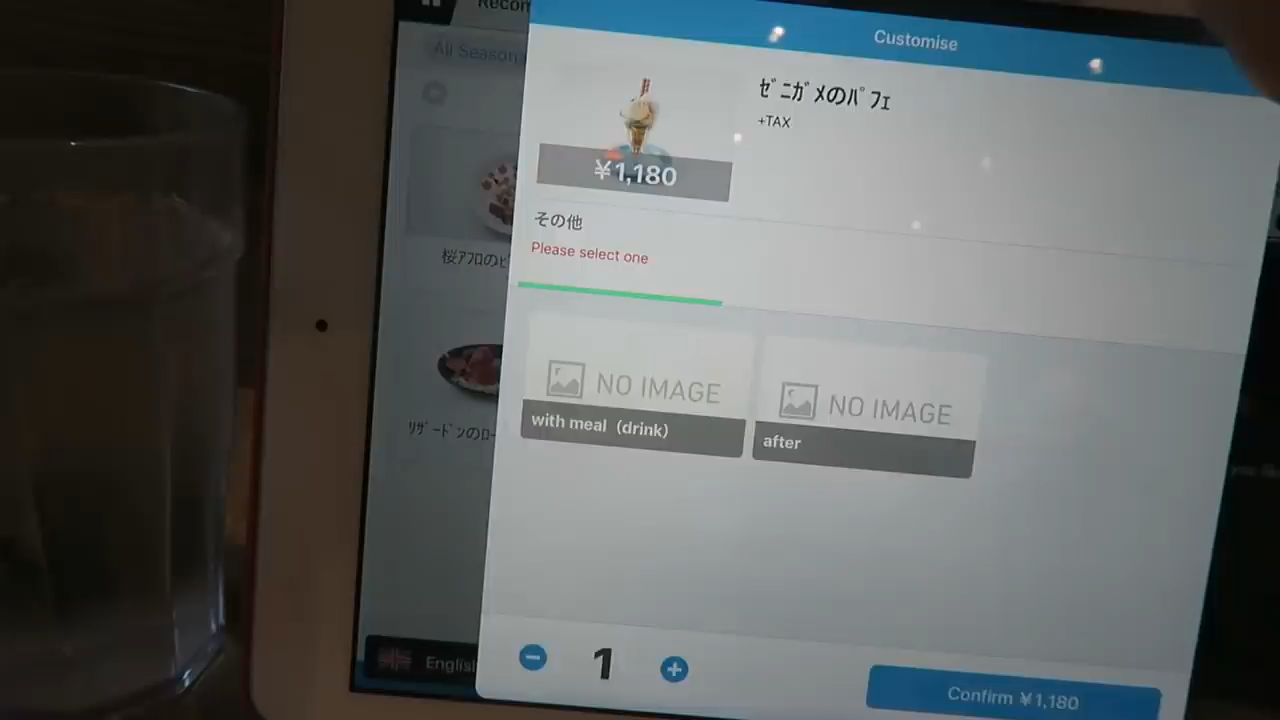 Recom
Customise
All Season
ｾﾞﾆｶﾞﾒのﾊﾟﾌｪ
+TAX
¥1,180
その他
Please select one
桜ｱﾌﾛのﾋﾞ
NO IMAGE
NO IMAGE
with meal (drink)
after
ﾘｻﾞｰﾄﾞﾝのﾛｰ
English
1
Confirm ¥1,180